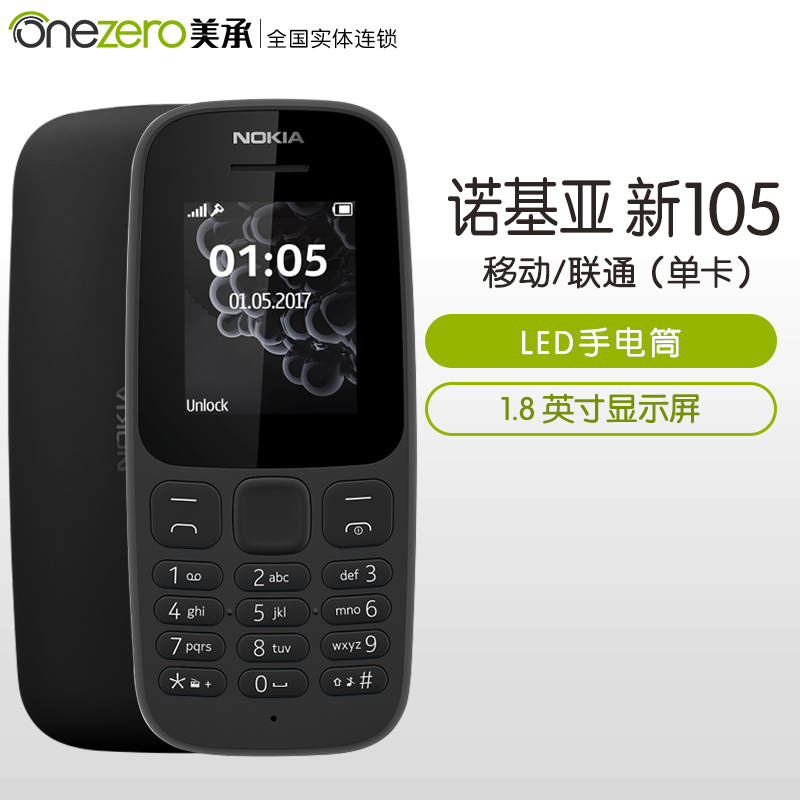 Onezero美承 全国实体连锁
NOKIA
01:05
01.05.2017
Unlock
NOKIA
诺基亚 新105
移动/联通（单卡）
LED手电筒
1.8 英寸显示屏
1 2 abc def 3
4 ghi 5 jkl mno 6
7 pqrs 8 tuv wxyz 9
* + 0 #